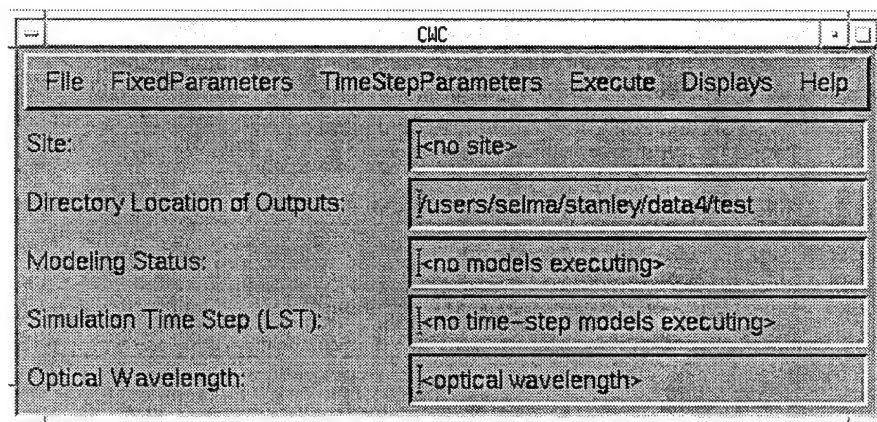 CWC
File FixedParameters TimeStepParameters Execute Displays Help
Site: <no site>
Directory Location of Outputs: /users/selma/stanley/data4/test
Modeling Status: <no models executing>
Simulation Time Step (LST): <no time-step models executing>
Optical Wavelength: <optical wavelength>